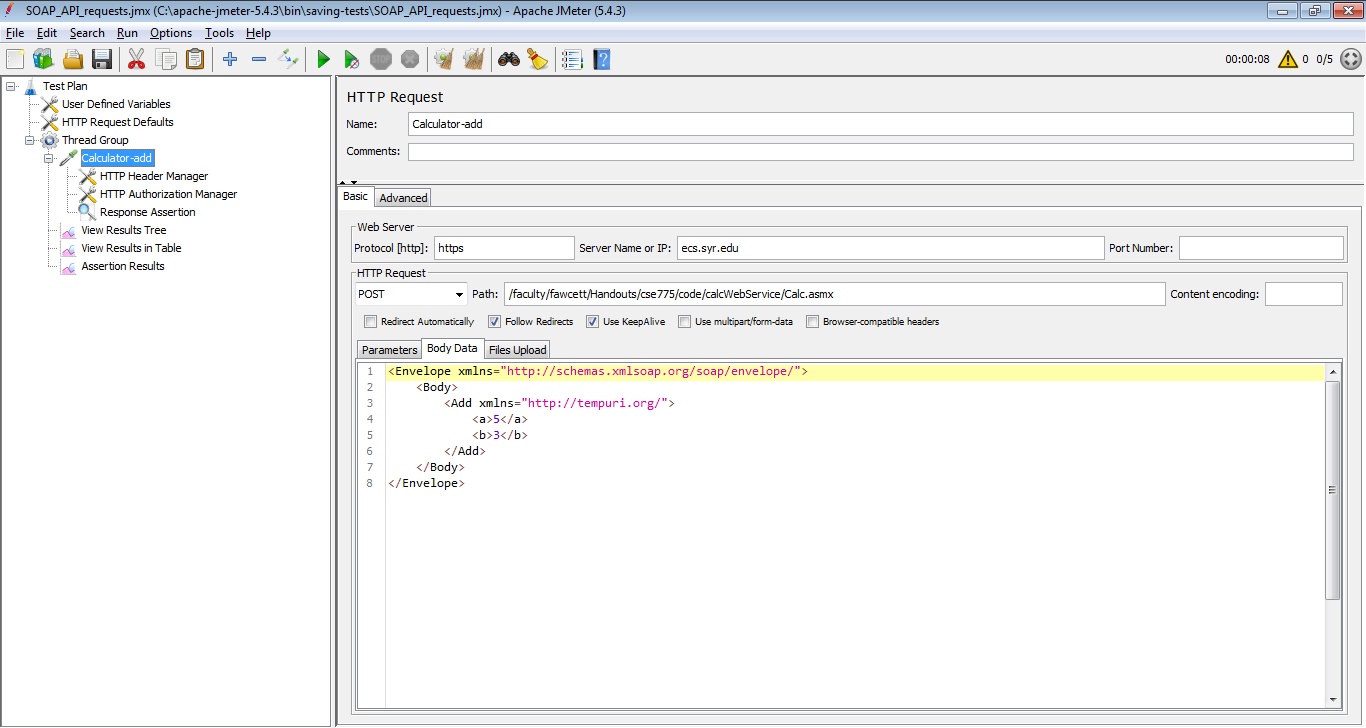 SOAP_API_requests.jmx (C:\apache-jmeter-5.4.3\bin\saving-tests\SOAP_API_requests.jmx) - Apache JMeter (5.4.3)
File Edit Search Run Options Tools Help
STOP
00:00:08 0 0/5
Test Plan
User Defined Variables
HTTP Request Defaults
Thread Group
Calculator-add
HTTP Header Manager
HTTP Authorization Manager
Response Assertion
View Results Tree
View Results in Table
Assertion Results
HTTP Request
Name: Calculator-add
Comments:
Basic Advanced
Web Server
Protocol [http]: https Server Name or IP: ecs.syr.edu Port Number:
HTTP Request
POST Path: /faculty/fawcett/Handouts/cse775/code/calcWebService/Calc.asmx Content encoding:
Redirect Automatically Follow Redirects Use KeepAlive Use multipart/form-data Browser-compatible headers
Parameters Body Data Files Upload
1 <Envelope xmlns="http://schemas.xmlsoap.org/soap/envelope/">
2 <Body>
3 <Add xmlns="http://tempuri.org/">
4 <a>5</a>
5 <b>3</b>
6 </Add>
7 </Body>
8 </Envelope>